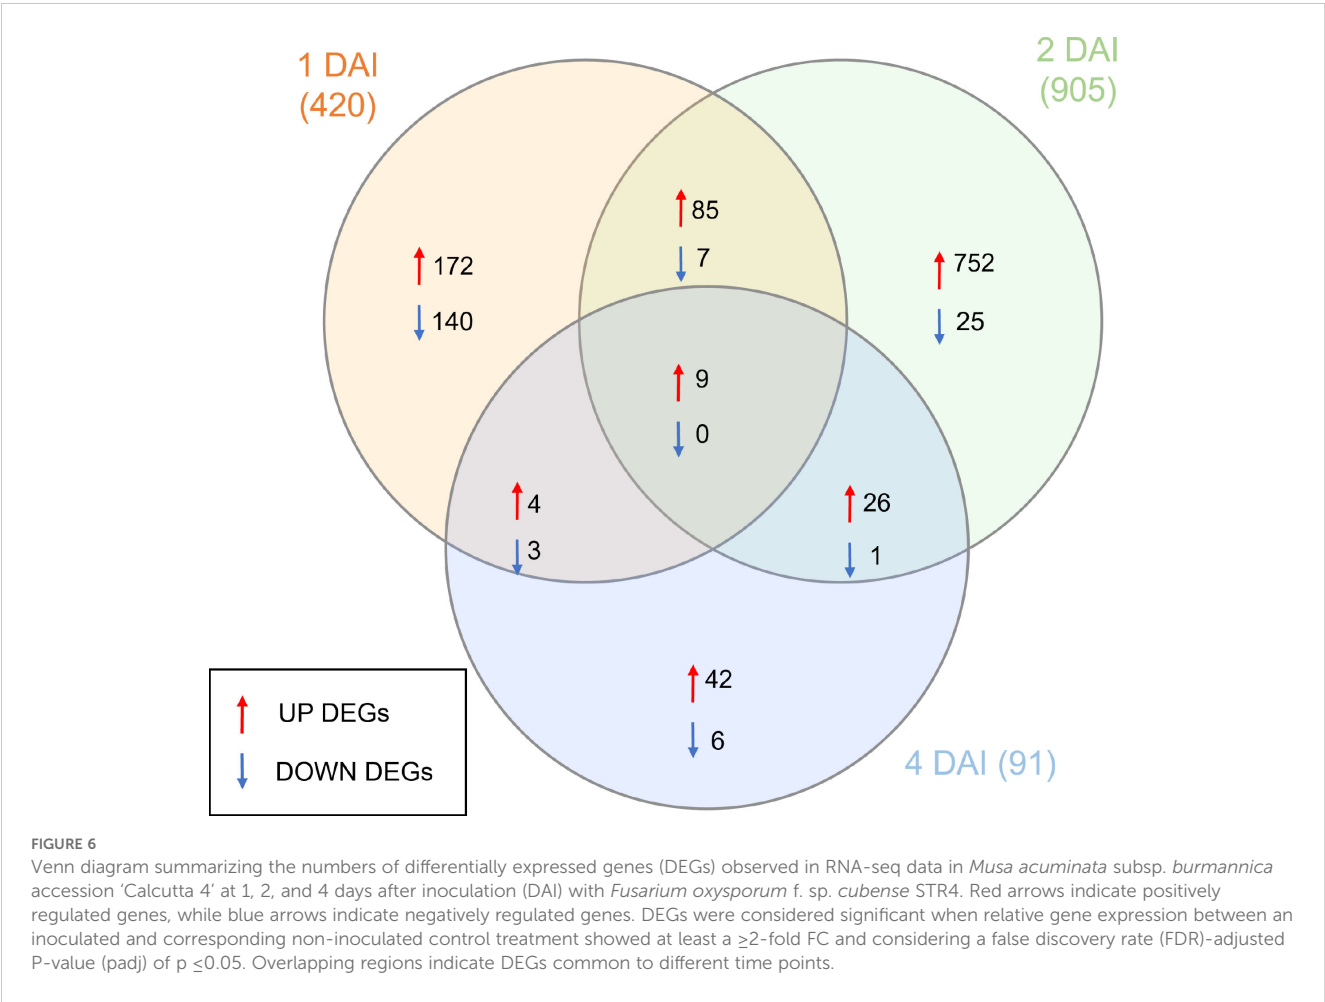 1 DAI
(420)
2 DAI
(905)
85
7
172
140
752
25
9
0
4
3
26
1
42
6
4 DAI (91)
UP DEGs
DOWN DEGs
FIGURE 6
Venn diagram summarizing the numbers of differentially expressed genes (DEGs) observed in RNA-seq data in Musa acuminata subsp. burmannica
accession ‘Calcutta 4’ at 1, 2, and 4 days after inoculation (DAI) with Fusarium oxysporum f. sp. cubense STR4. Red arrows indicate positively
regulated genes, while blue arrows indicate negatively regulated genes. DEGs were considered significant when relative gene expression between an
inoculated and corresponding non-inoculated control treatment showed at least a ≥2-fold FC and considering a false discovery rate (FDR)-adjusted
P-value (padj) of p ≤0.05. Overlapping regions indicate DEGs common to different time points.